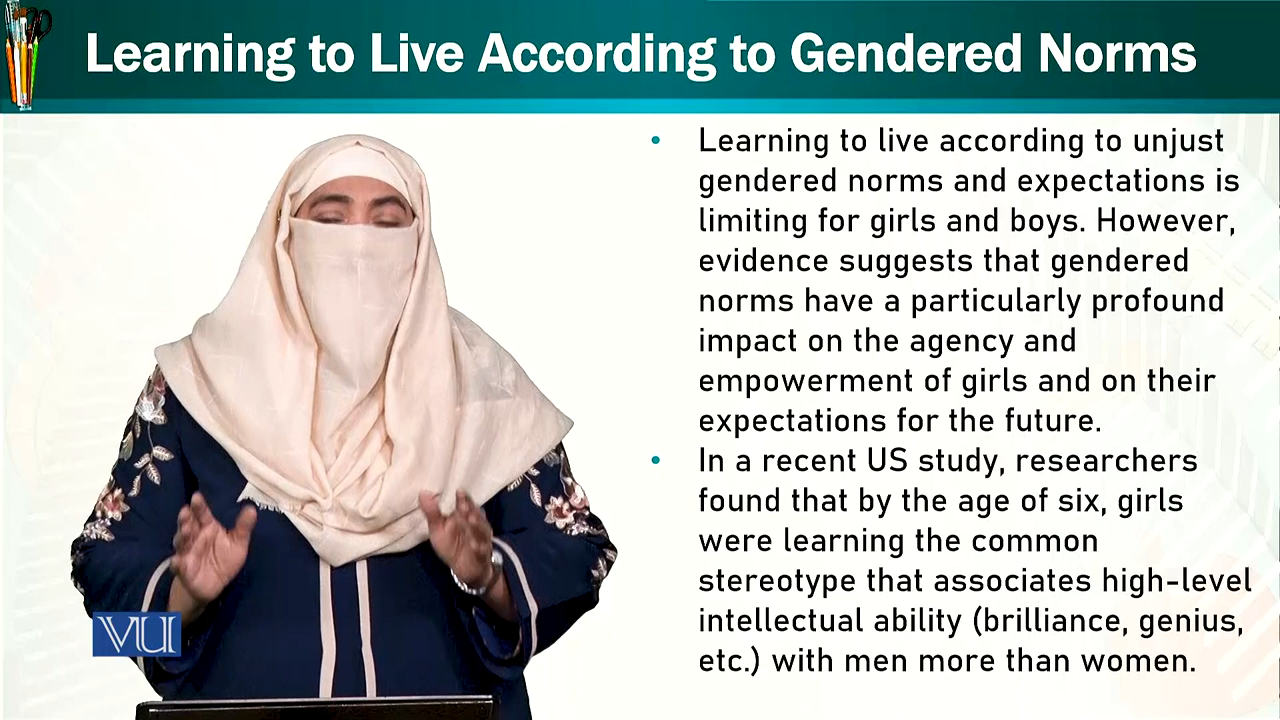 Learning to Live According to Gendered Norms
• Learning to live according to unjust
gendered norms and expectations is
limiting for girls and boys. However,
evidence suggests that gendered
norms have a particularly profound
impact on the agency and
empowerment of girls and on their
expectations for the future.
• In a recent US study, researchers
found that by the age of six, girls
were learning the common
stereotype that associates high-level
intellectual ability (brilliance, genius,
etc.) with men more than women.
VU